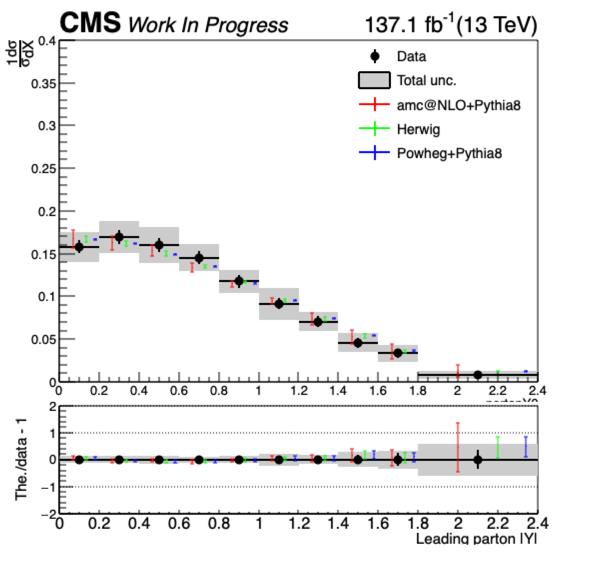 CMS Work In Progress 137.1 fb-1(13 TeV)
1dσ
σdX
0.4
Data
Total unc.
0.3
amc@NLO+Pythia8
0.25
Herwig
Powheg+Pythia8
0.2
0.15
0.1
0.05
0
0 0.2 0.4 0.6 0.8 1 1.2 1.4 1.6 1.8 2 2.2 2.4
The./data - 1
2
1
0
−1
−2
0 0.2 0.4 0.6 0.8 1 1.2 1.4 1.6 1.8 2 2.2 2.4
Leading parton |Y|